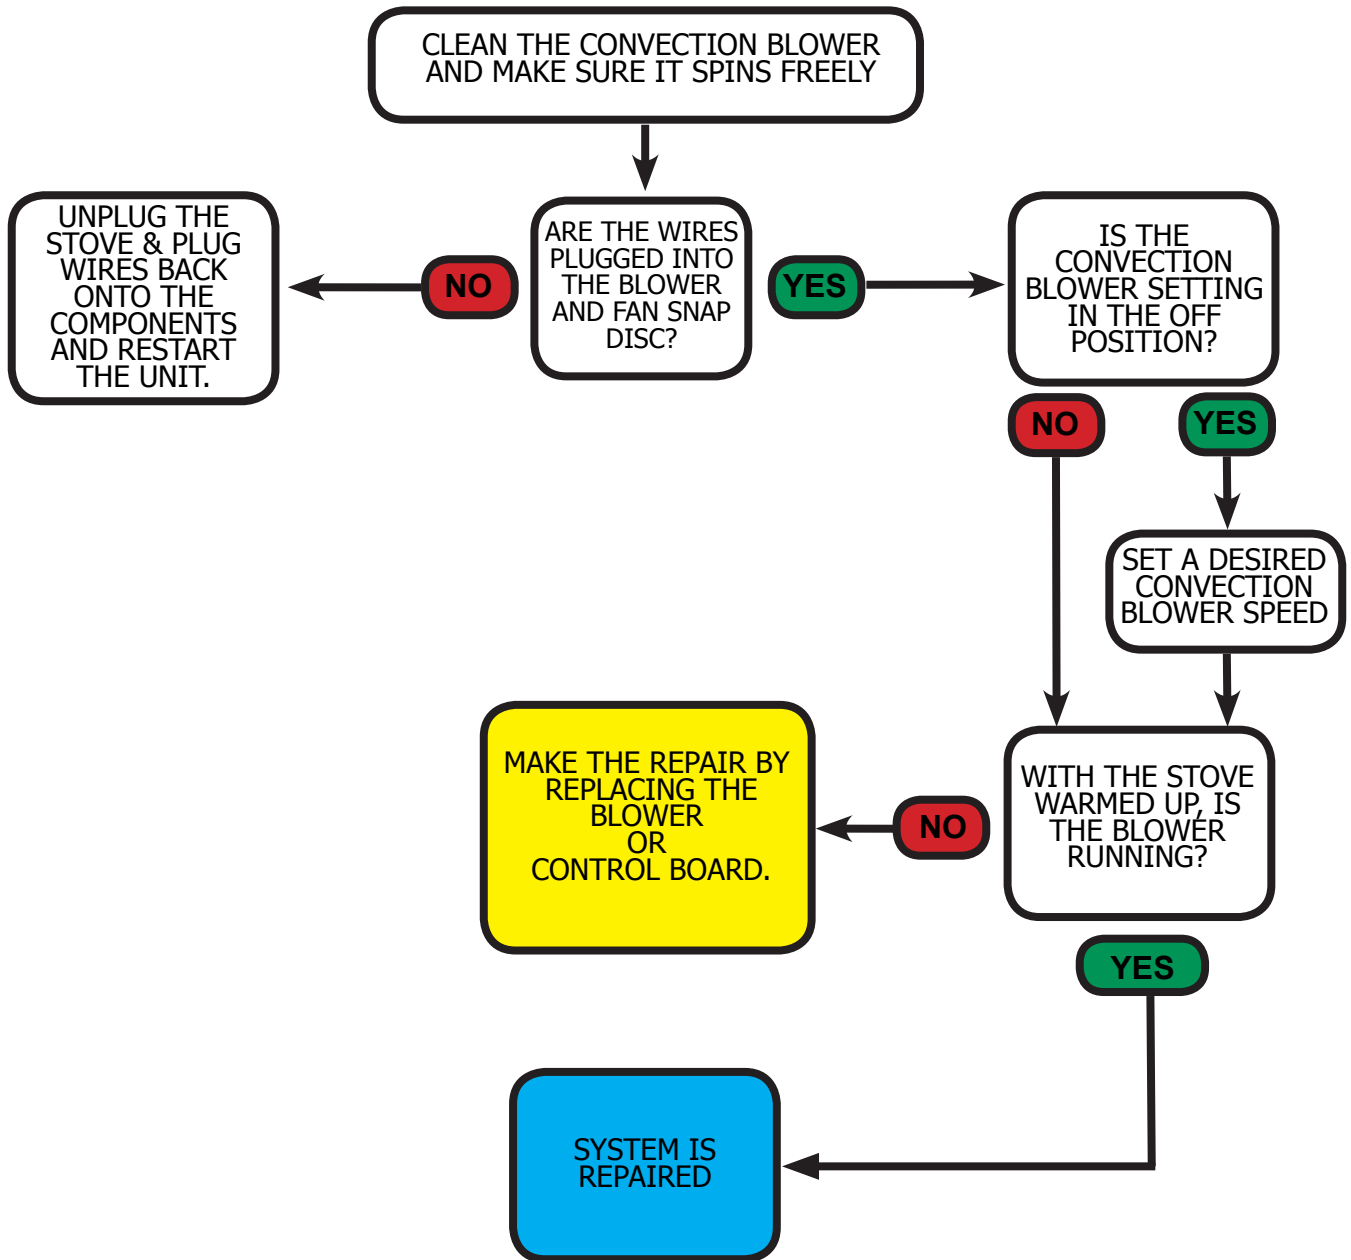 CLEAN THE CONVECTION BLOWER
AND MAKE SURE IT SPINS FREELY
UNPLUG THE
STOVE & PLUG
WIRES BACK
ONTO THE
COMPONENTS
AND RESTART
THE UNIT.
NO
ARE THE WIRES
PLUGGED INTO
THE BLOWER
AND FAN SNAP
DISC?
YES
IS THE
CONVECTION
BLOWER SETTING
IN THE OFF
POSITION?
NO
YES
SET A DESIRED
CONVECTION
BLOWER SPEED
MAKE THE REPAIR BY
REPLACING THE
BLOWER
OR
CONTROL BOARD.
NO
WITH THE STOVE
WARMED UP, IS
THE BLOWER
RUNNING?
YES
SYSTEM IS
REPAIRED